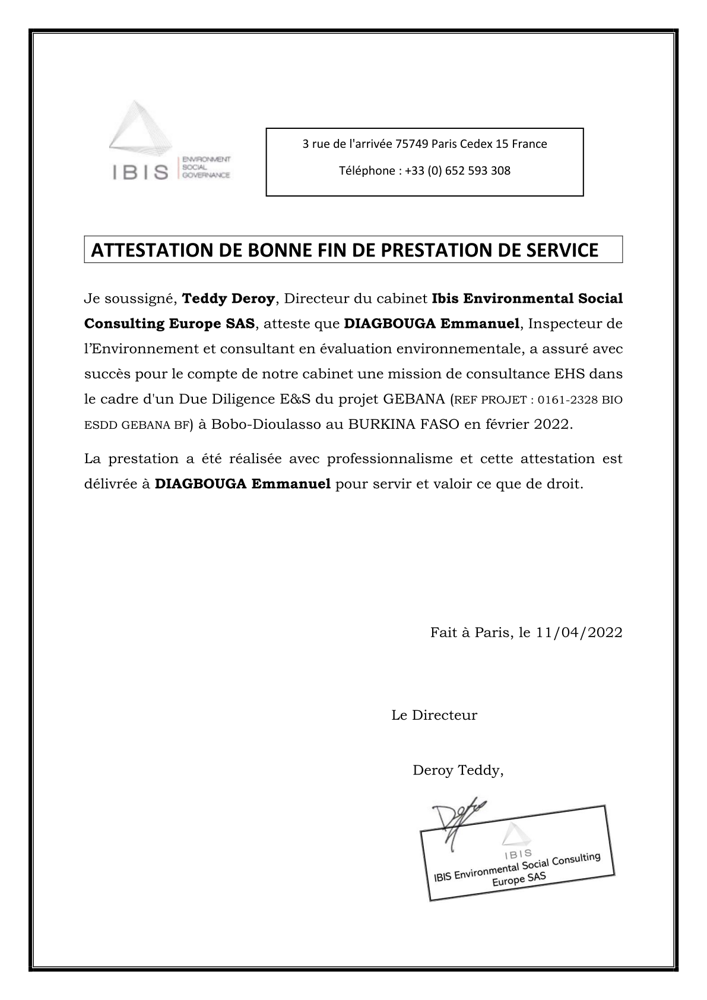 IBIS
ENVIRONMENT
SOCIAL
GOVERNANCE
3 rue de l'arrivée 75749 Paris Cedex 15 France
Téléphone : +33 (0) 652 593 308
ATTESTATION DE BONNE FIN DE PRESTATION DE SERVICE
Je soussigné, Teddy Deroy, Directeur du cabinet Ibis Environmental Social
Consulting Europe SAS, atteste que DIAGBOUGA Emmanuel, Inspecteur de
l’Environnement et consultant en évaluation environnementale, a assuré avec
succès pour le compte de notre cabinet une mission de consultance EHS dans
le cadre d'un Due Diligence E&S du projet GEBANA (REF PROJET : 0161-2328 BIO
ESDD GEBANA BF) à Bobo-Dioulasso au BURKINA FASO en février 2022.
La prestation a été réalisée avec professionnalisme et cette attestation est
délivrée à DIAGBOUGA Emmanuel pour servir et valoir ce que de droit.
Fait à Paris, le 11/04/2022
Le Directeur
Deroy Teddy,
IBIS
IBIS Environmental Social Consulting
Europe SAS